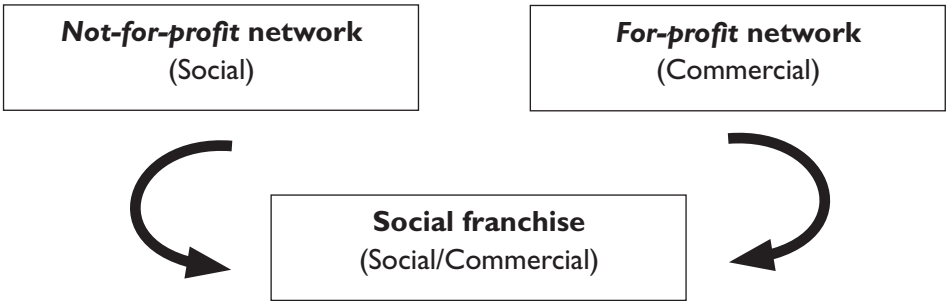 Not-for-profit network
(Social)
For-profit network
(Commercial)
Social franchise
(Social/Commercial)